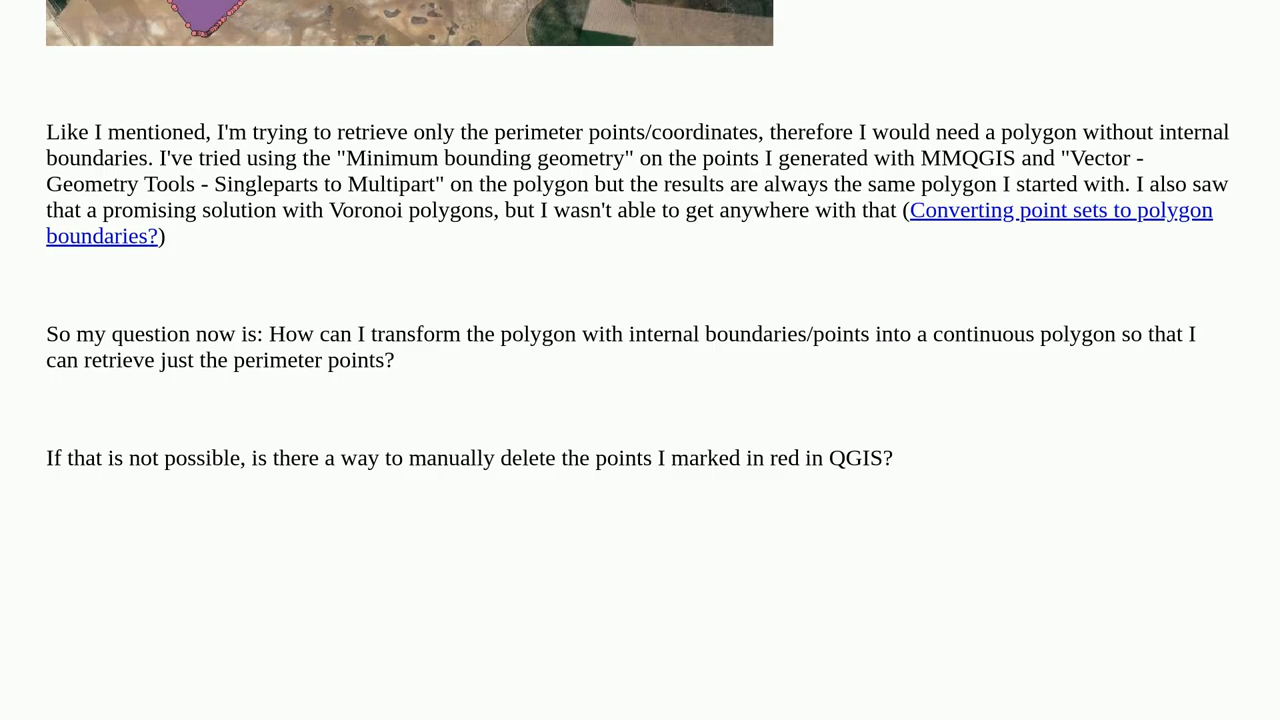 Like I mentioned, I'm trying to retrieve only the perimeter points/coordinates, therefore I would need a polygon without internal
boundaries. I've tried using the "Minimum bounding geometry" on the points I generated with MMQGIS and "Vector -
Geometry Tools - Singleparts to Multipart" on the polygon but the results are always the same polygon I started with. I also saw
that a promising solution with Voronoi polygons, but I wasn't able to get anywhere with that (Converting point sets to polygon
boundaries?)
So my question now is: How can I transform the polygon with internal boundaries/points into a continuous polygon so that I
can retrieve just the perimeter points?
If that is not possible, is there a way to manually delete the points I marked in red in QGIS?